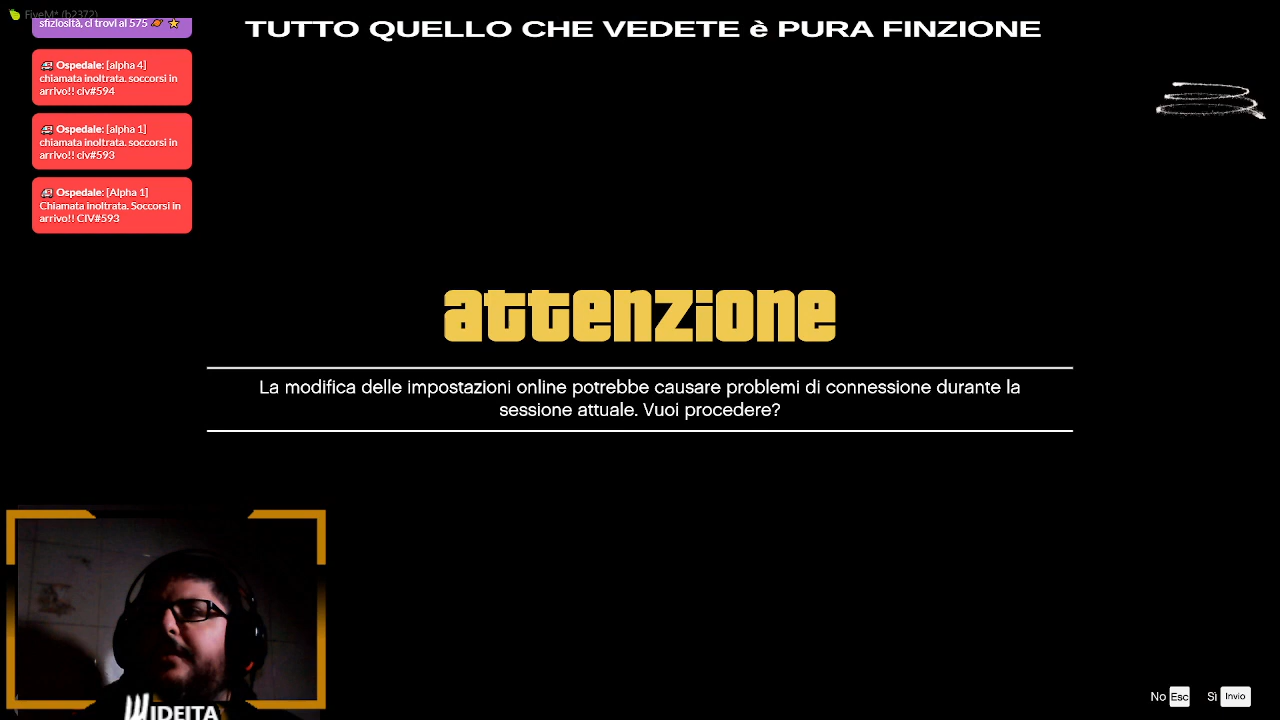 FiveM* (b2372)
TUTTO QUELLO CHE VEDETE è PURA FINZIONE
sfiziosità, ci trovi al 575
Ospedale: [alpha 4]
chiamata inoltrata. soccorsi in
arrivo!! civ#594
Ospedale: [alpha 1]
chiamata inoltrata. soccorsi in
arrivo!! civ#593
Ospedale: [Alpha 1]
Chiamata inoltrata. Soccorsi in
arrivo!! CIV#593
attenzione
La modifica delle impostazioni online potrebbe causare problemi di connessione durante la
sessione attuale. Vuoi procedere?
No Esc Sì Invio